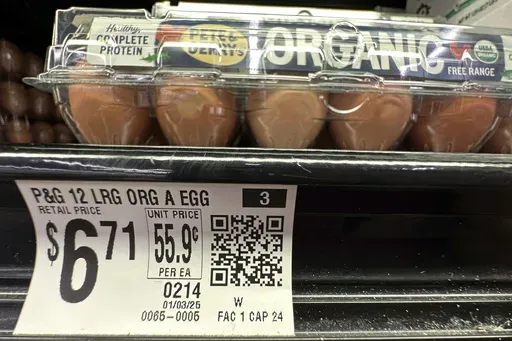 Healthy
COMPLETE
PROTEIN
PETE &
GERRY'S
ORGANIC
USDA
FREE RANGE
P&G 12 LRG ORG A EGG
3
RETAIL PRICE
$6 71
UNIT PRICE
55.9¢
PER EA
0214
01/03/25
0065-0005
W
FAC 1 CAP 24